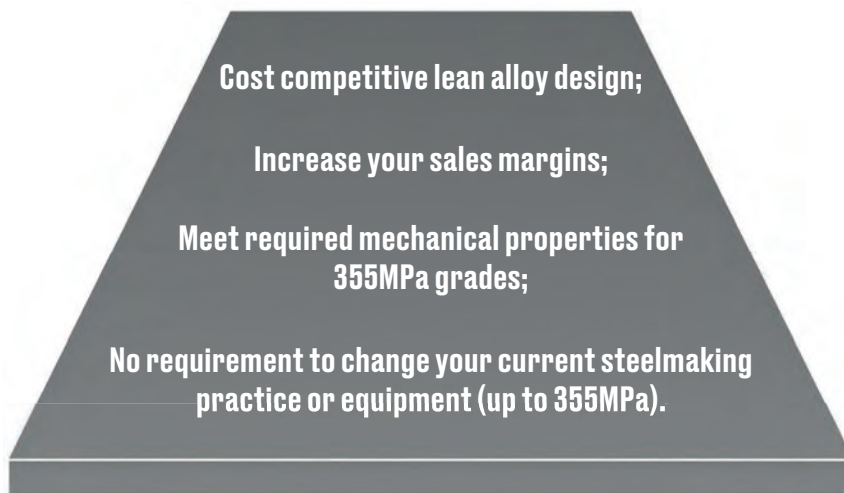 Cost competitive lean alloy design;
Increase your sales margins;
Meet required mechanical properties for
355MPa grades;
No requirement to change your current steelmaking
practice or equipment (up to 355MPa).